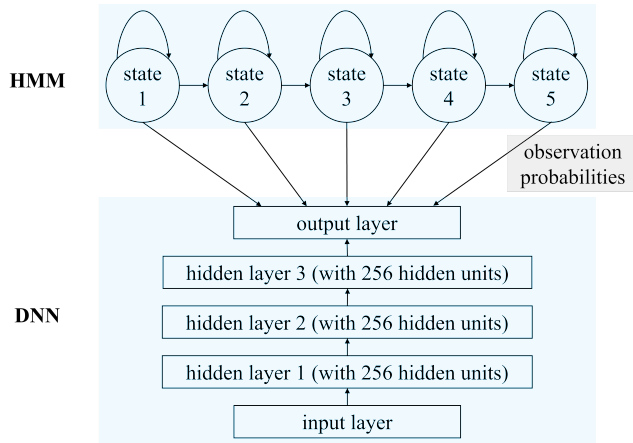 HMM
state
1
state
2
state
3
state
4
state
5
observation
probabilities
output layer
hidden layer 3 (with 256 hidden units)
DNN
hidden layer 2 (with 256 hidden units)
hidden layer 1 (with 256 hidden units)
input layer